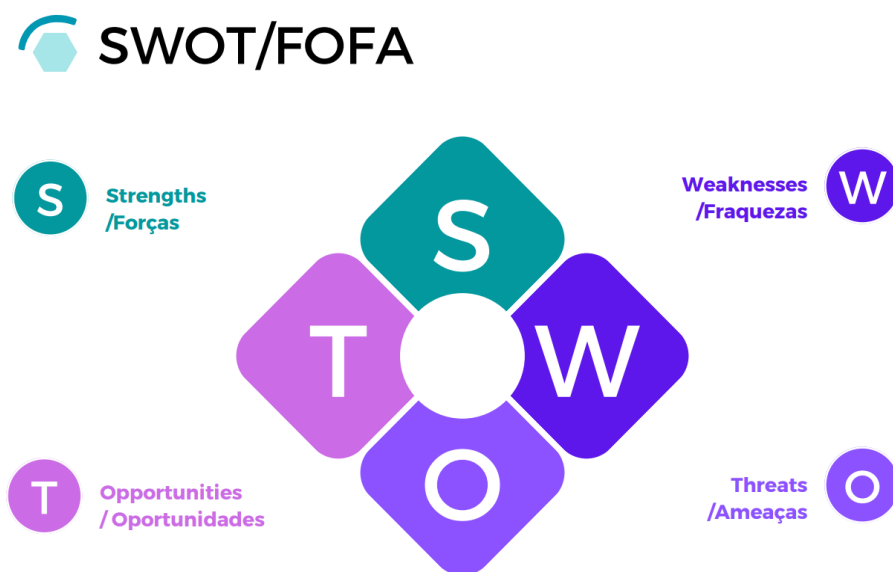 SWOT/FOFA
S
Strengths
/Forças
Weaknesses
/Fraquezas
W
S
T
W
O
T
Opportunities
/ Oportunidades
Threats
/Ameaças
O